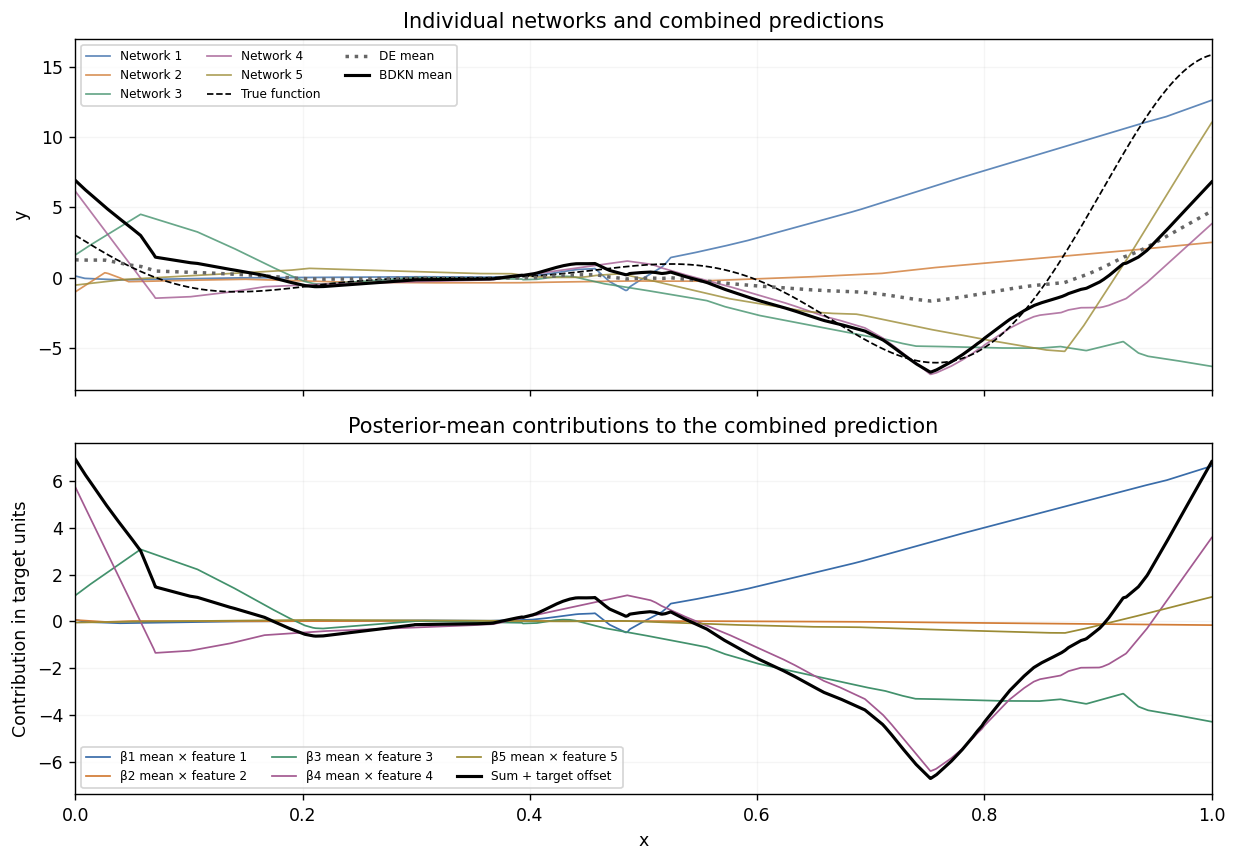 Individual networks and combined predictions
Network 1
Network 2
Network 3
Network 4
Network 5
True function
DE mean
BDKN mean
15
10
5
0
−5
y
Posterior-mean contributions to the combined prediction
6
4
2
0
−2
−4
−6
Contribution in target units
β1 mean × feature 1
β2 mean × feature 2
β3 mean × feature 3
β4 mean × feature 4
β5 mean × feature 5
Sum + target offset
0.0
0.2
0.4
0.6
0.8
1.0
x